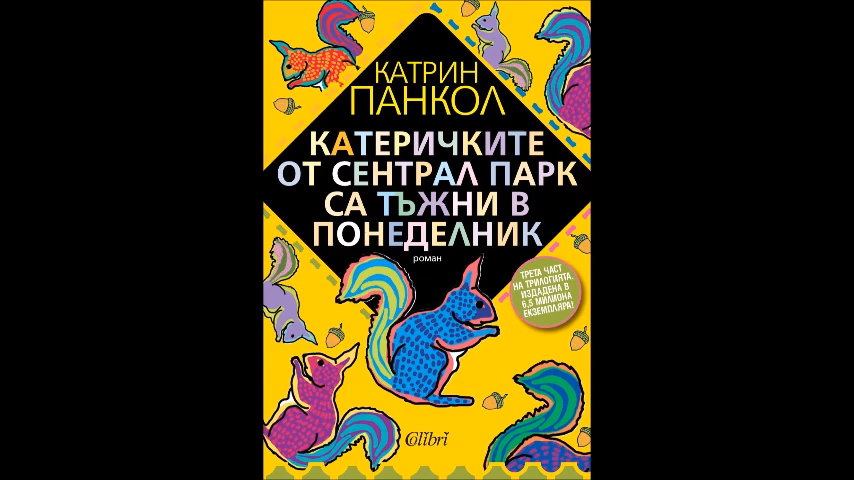 КАТРИН
ПАНКОЛ
КАТЕРИЧКИТЕ
ОТ СЕНТРАЛ ПАРК
СА ТЪЖНИ В
ПОНЕДЕЛНИК
роман
ТРЕТА ЧАСТ
НА ТРИЛОГИЯТА,
ИЗДАДЕНА В
6,5 МИЛИОНА
ЕКЗЕМПЛЯРА!
Colibri